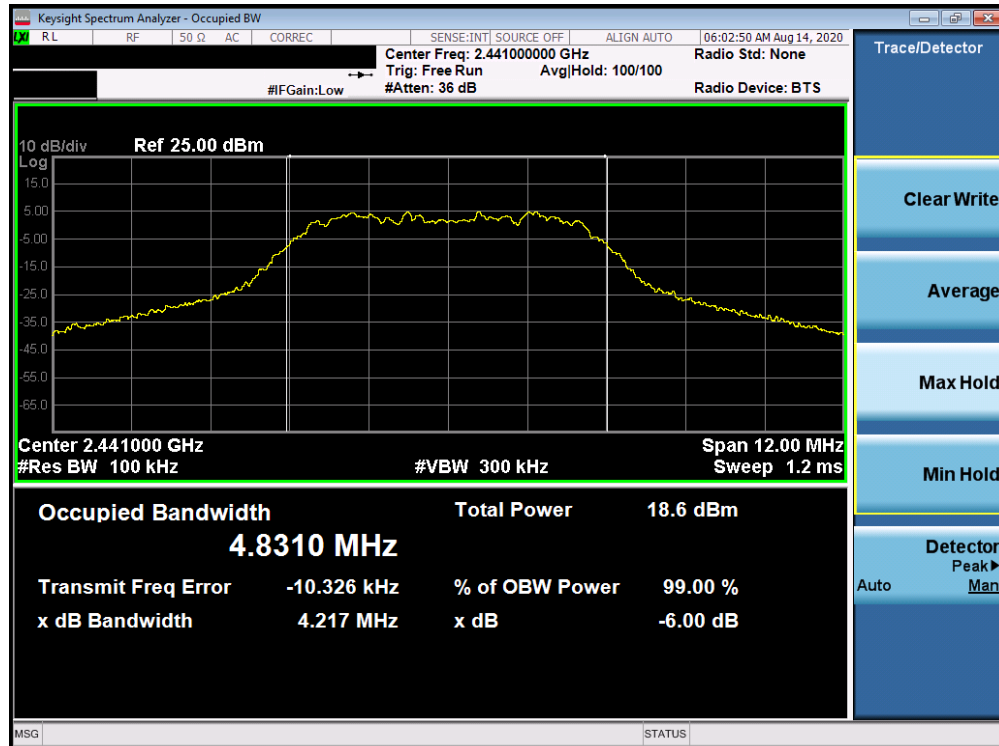 Keysight Spectrum Analyzer - Occupied BW
LXI RL RF 50 Ω AC CORREC SENSE:INT SOURCE OFF ALIGN AUTO 06:02:50 AM Aug 14, 2020
Center Freq: 2.441000000 GHz Radio Std: None
Trig: Free Run Avg|Hold: 100/100
#IFGain:Low #Atten: 36 dB Radio Device: BTS
Trace/Detector
10 dB/div Ref 25.00 dBm
Log
15.0
5.00
-5.00
-15.0
-25.0
-35.0
-45.0
-55.0
-65.0
Center 2.441000 GHz Span 12.00 MHz
#Res BW 100 kHz #VBW 300 kHz Sweep 1.2 ms
Occupied Bandwidth Total Power 18.6 dBm
4.8310 MHz
Transmit Freq Error -10.326 kHz % of OBW Power 99.00 %
x dB Bandwidth 4.217 MHz x dB -6.00 dB
Clear Write
Average
Max Hold
Min Hold
Detector
Peak▶
Auto Man
MSG STATUS